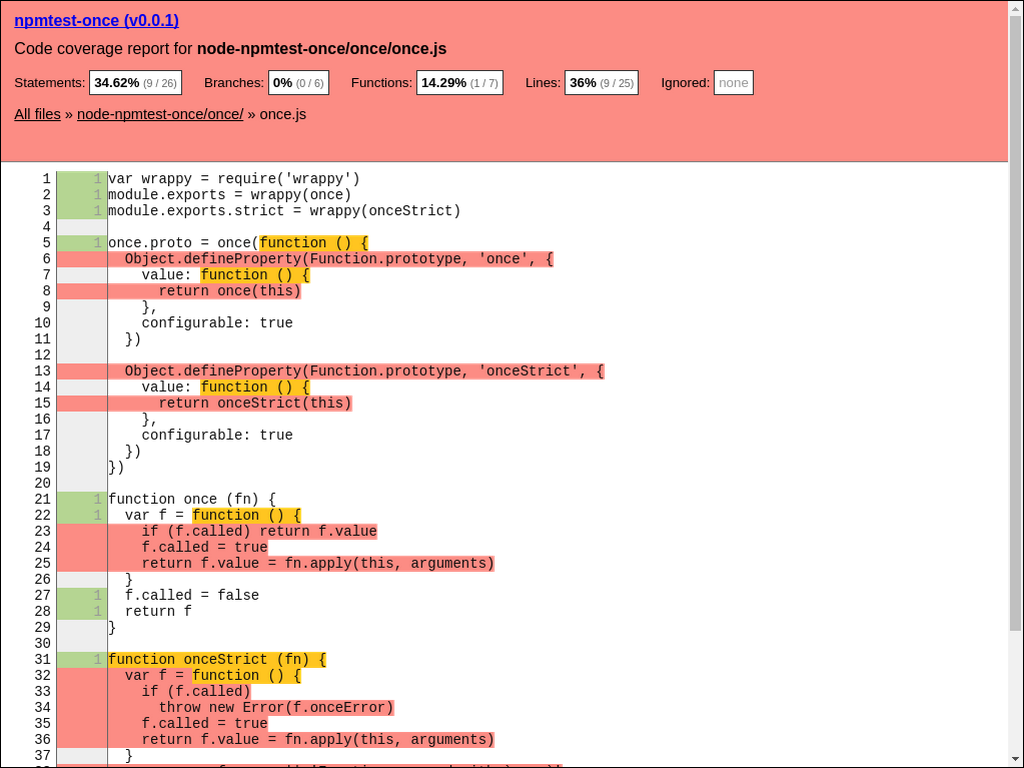 npmtest-once (v0.0.1)
Code coverage report for node-npmtest-once/once/once.js
Statements: 34.62% (9 / 26) Branches: 0% (0 / 6) Functions: 14.29% (1 / 7) Lines: 36% (9 / 25) Ignored: none
All files » node-npmtest-once/once/ » once.js
1 1 var wrappy = require('wrappy')
2 1 module.exports = wrappy(once)
3 1 module.exports.strict = wrappy(onceStrict)
4
5 1 once.proto = once(function () {
6   Object.defineProperty(Function.prototype, 'once', {
7     value: function () {
8       return once(this)
9     },
10     configurable: true
11   })
12
13   Object.defineProperty(Function.prototype, 'onceStrict', {
14     value: function () {
15       return onceStrict(this)
16     },
17     configurable: true
18   })
19 })
20
21 1 function once (fn) {
22 1   var f = function () {
23     if (f.called) return f.value
24     f.called = true
25     return f.value = fn.apply(this, arguments)
26   }
27 1   f.called = false
28 1   return f
29 }
30
31 1 function onceStrict (fn) {
32   var f = function () {
33     if (f.called)
34       throw new Error(f.onceError)
35     f.called = true
36     return f.value = fn.apply(this, arguments)
37   }